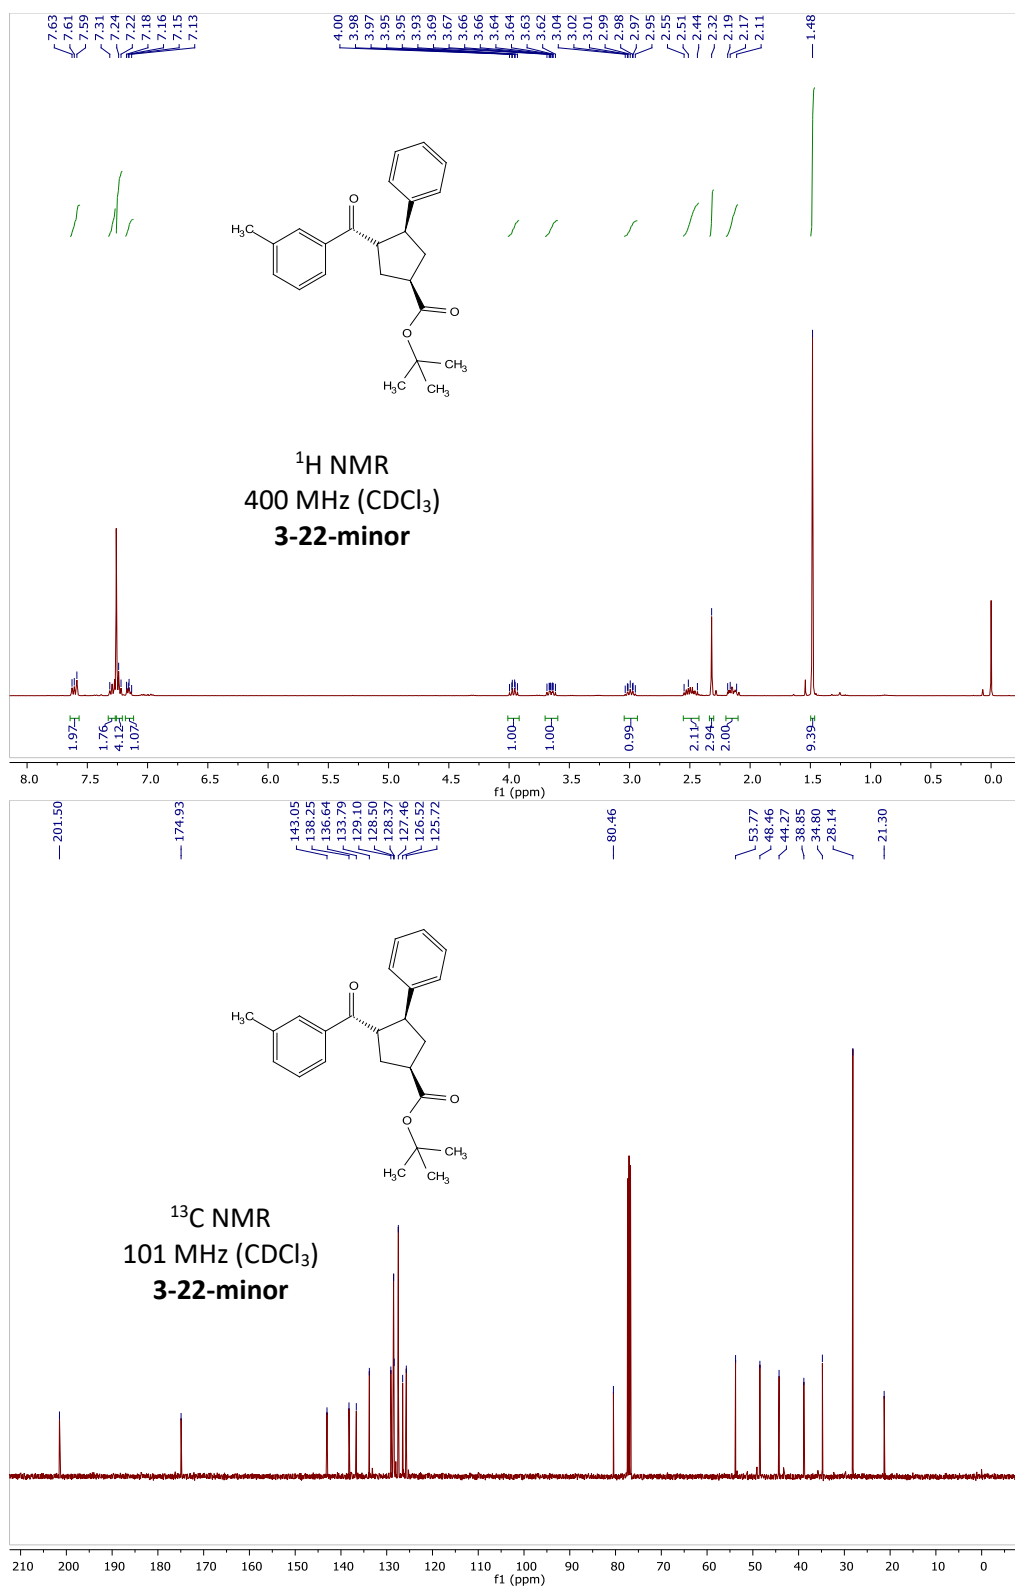 7.63 7.61 7.59 7.31 7.24 7.22 7.18 7.16 7.15 7.13 4.00 3.98 3.97 3.95 3.95 3.93 3.69 3.67 3.66 3.66 3.64 3.64 3.63 3.62 3.04 3.02 3.01 2.99 2.98 2.97 2.95 2.55 2.51 2.44 2.32 2.19 2.17 2.11 1.48
O
H₃C
O
O
CH₃
H₃C
CH₃
¹H NMR
400 MHz (CDCl₃)
3-22-minor
1.97 1.76 4.12 1.07 1.00 1.00 0.99 2.11 2.94 2.00 9.39
8.0 7.5 7.0 6.5 6.0 5.5 5.0 4.5 4.0 3.5 3.0 2.5 2.0 1.5 1.0 0.5 0.0
f1 (ppm)
201.50 174.93 143.05 138.25 136.64 133.79 129.10 128.50 128.37 127.46 126.52 125.72 80.46 53.77 48.46 44.27 38.85 34.80 28.14 21.30
O
H₃C
O
O
CH₃
H₃C
CH₃
¹³C NMR
101 MHz (CDCl₃)
3-22-minor
210 200 190 180 170 160 150 140 130 120 110 100 90 80 70 60 50 40 30 20 10 0
f1 (ppm)